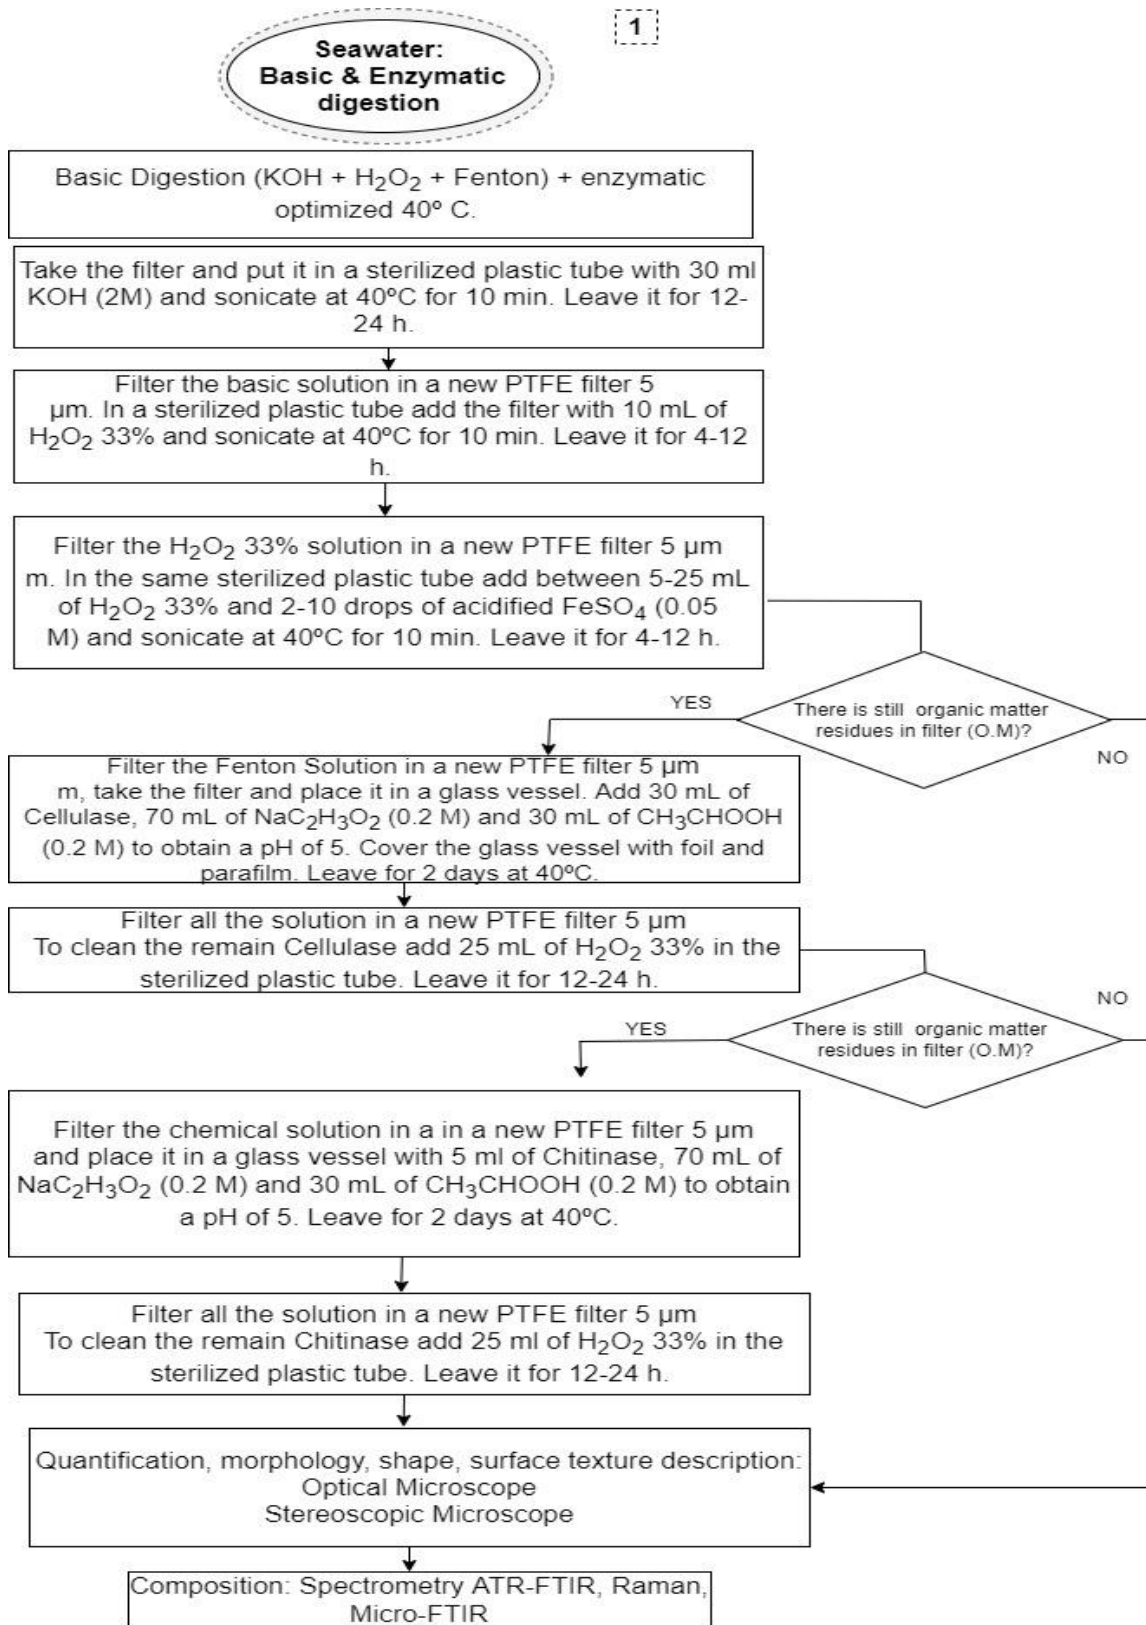 1
Seawater:
Basic & Enzymatic
digestion
Basic Digestion (KOH + H₂O₂ + Fenton) + enzymatic
optimized 40º C.
Take the filter and put it in a sterilized plastic tube with 30 ml
KOH (2M) and sonicate at 40ºC for 10 min. Leave it for 12-
24 h.
Filter the basic solution in a new PTFE filter 5
µm. In a sterilized plastic tube add the filter with 10 mL of
H₂O₂ 33% and sonicate at 40ºC for 10 min. Leave it for 4-12
h.
Filter the H₂O₂ 33% solution in a new PTFE filter 5 µm
m. In the same sterilized plastic tube add between 5-25 mL
of H₂O₂ 33% and 2-10 drops of acidified FeSO₄ (0.05
M) and sonicate at 40ºC for 10 min. Leave it for 4-12 h.
There is still organic matter
residues in filter (O.M)?
YES
NO
Filter the Fenton Solution in a new PTFE filter 5 µm
m, take the filter and place it in a glass vessel. Add 30 mL of
Cellulase, 70 mL of NaC₂H₃O₂ (0.2 M) and 30 mL of CH₃CHOOH
(0.2 M) to obtain a pH of 5. Cover the glass vessel with foil and
parafilm. Leave for 2 days at 40ºC.
Filter all the solution in a new PTFE filter 5 µm
To clean the remain Cellulase add 25 mL of H₂O₂ 33% in the
sterilized plastic tube. Leave it for 12-24 h.
There is still organic matter
residues in filter (O.M)?
YES
NO
Filter the chemical solution in a in a new PTFE filter 5 µm
and place it in a glass vessel with 5 ml of Chitinase, 70 mL of
NaC₂H₃O₂ (0.2 M) and 30 mL of CH₃CHOOH (0.2 M) to obtain
a pH of 5. Leave for 2 days at 40ºC.
Filter all the solution in a new PTFE filter 5 µm
To clean the remain Chitinase add 25 ml of H₂O₂ 33% in the
sterilized plastic tube. Leave it for 12-24 h.
Quantification, morphology, shape, surface texture description:
Optical Microscope
Stereoscopic Microscope
Composition: Spectrometry ATR-FTIR, Raman,
Micro-FTIR